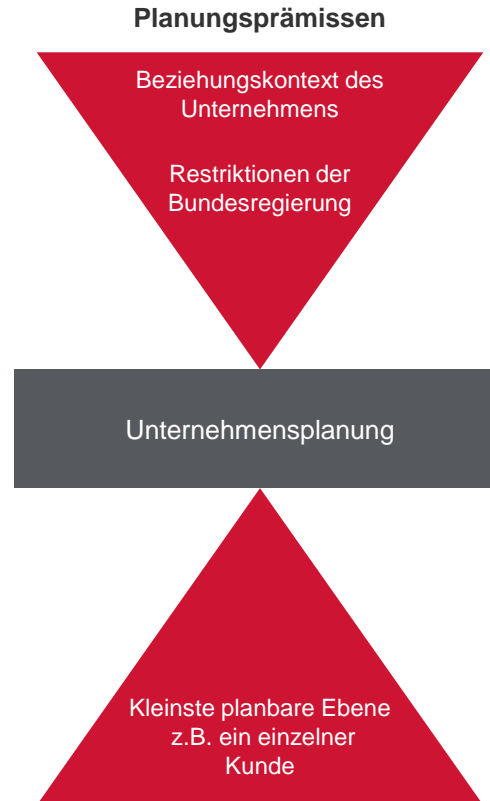 Planungsprämissen
Beziehungskontext des
Unternehmens
Restriktionen der
Bundesregierung
Unternehmensplanung
Kleinste planbare Ebene
z.B. ein einzelner
Kunde